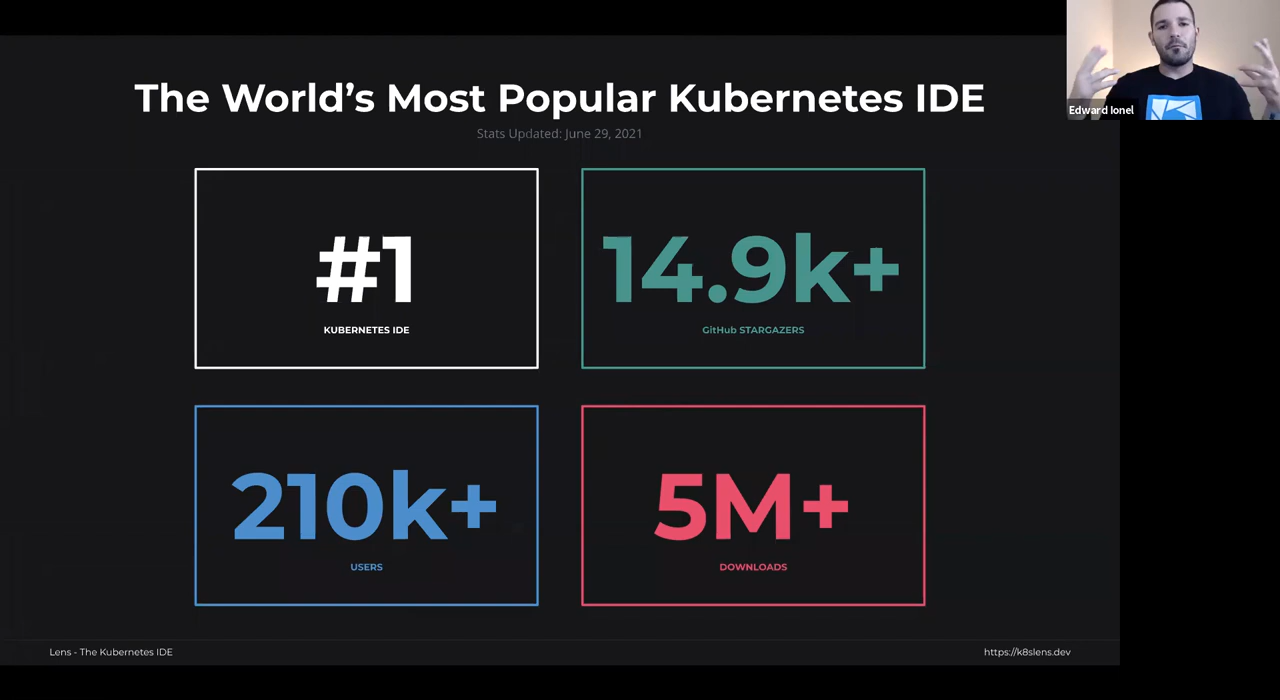 The World's Most Popular Kubernetes IDE
Stats Updated: June 29, 2021
Edward Ionel
#1
KUBERNETES IDE
14.9k+
GitHub STARGAZERS
210k+
USERS
5M+
DOWNLOADS
Lens - The Kubernetes IDE
https://k8slens.dev